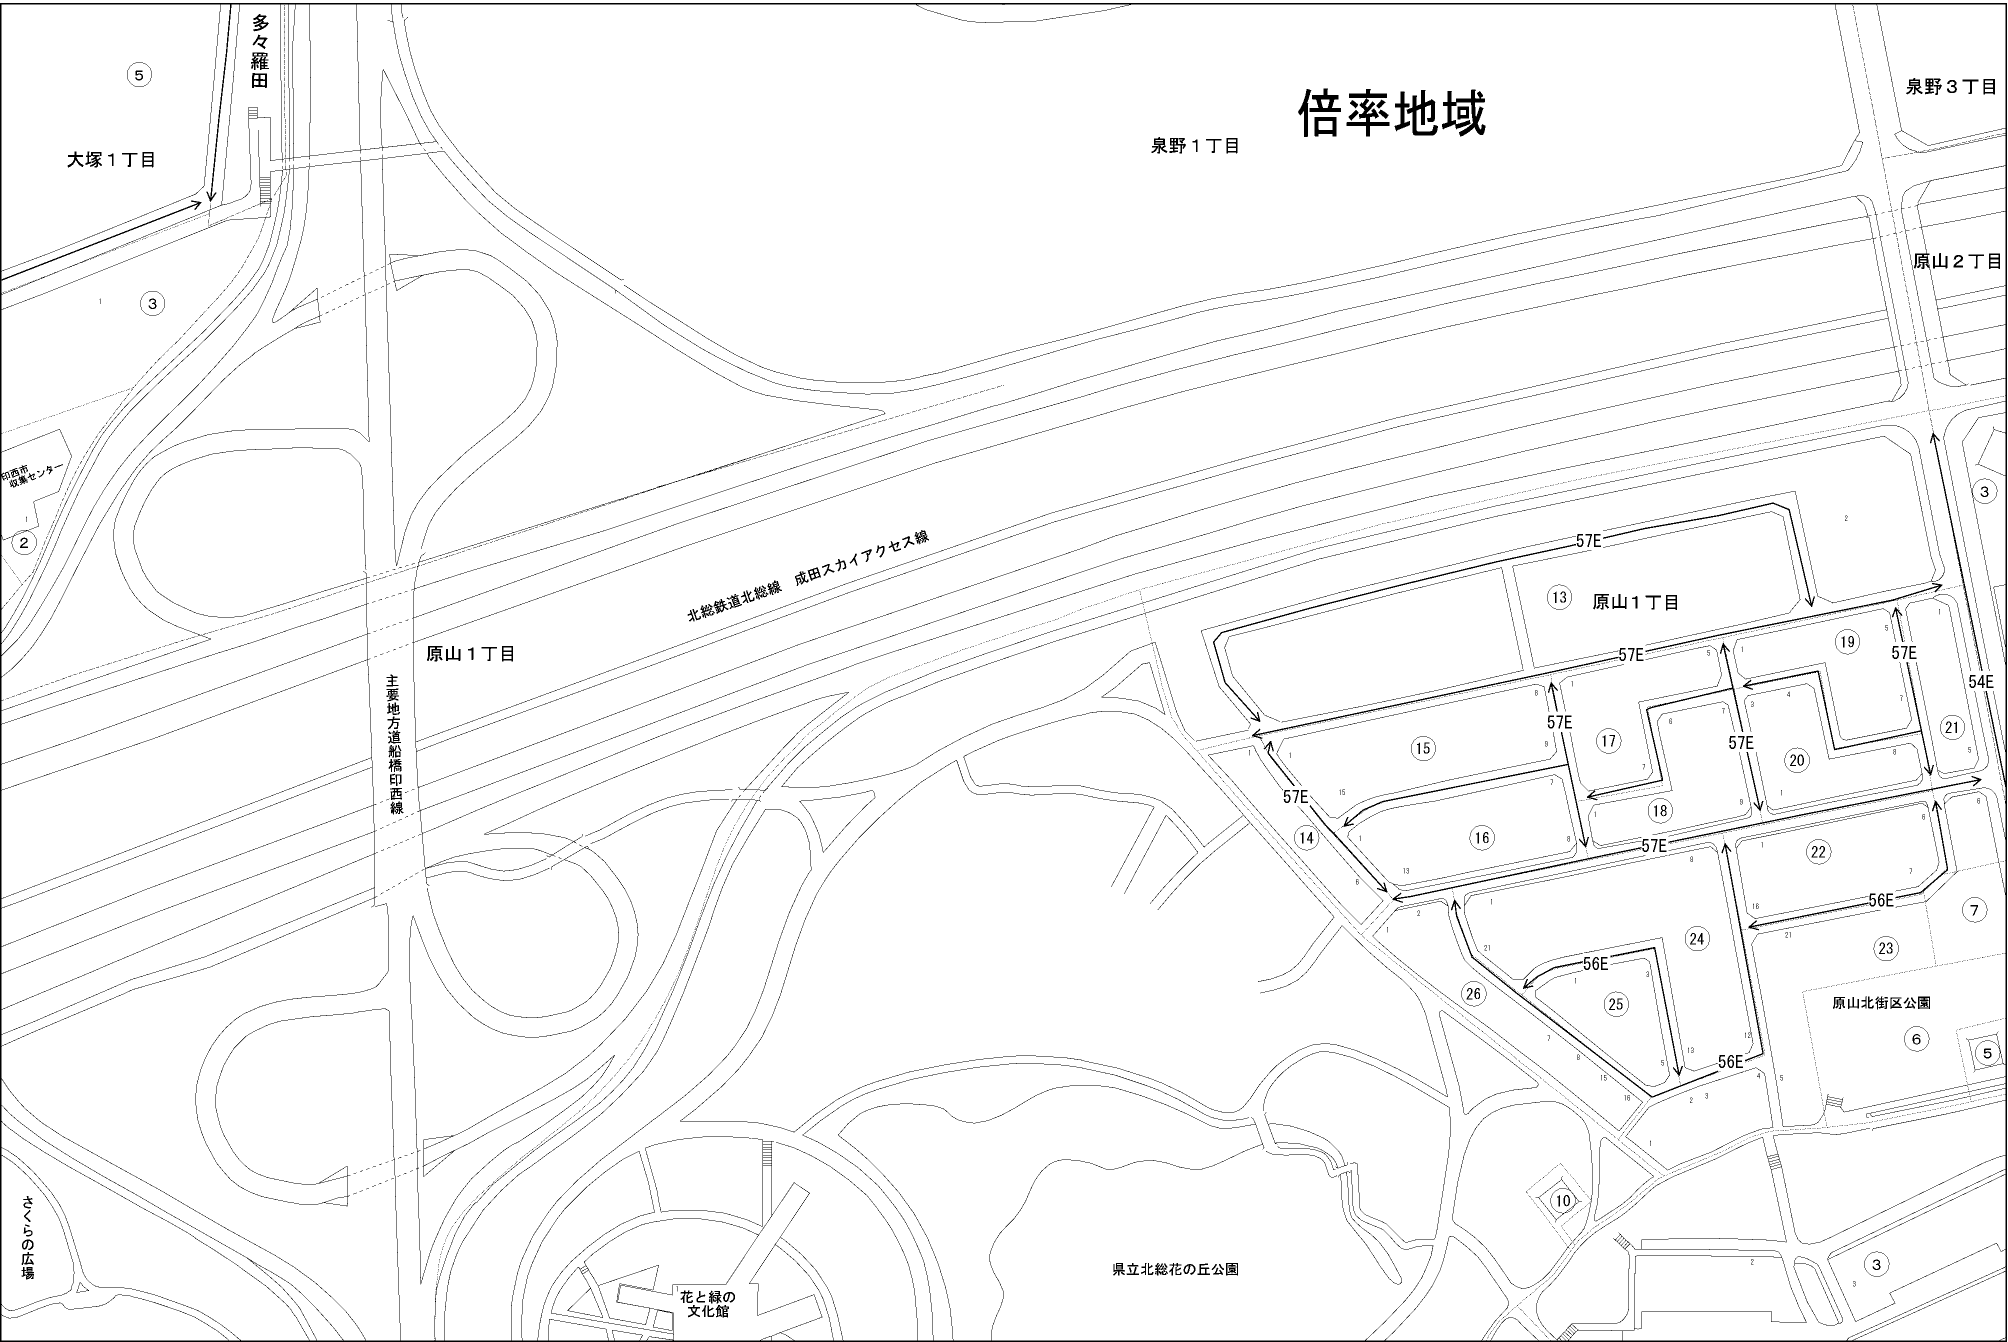 多々羅田
⑤
倍率地域
泉野３丁目
泉野１丁目
大塚１丁目
原山２丁目
1
③
印西市
収集センター
1
②
③
2
57E
北総鉄道北総線　成田スカイアクセス線
⑬
原山１丁目
原山１丁目
主要地方道船橋印西線
57E
⑲
57E
54E
57E
57E
57E
⑮
⑰
⑳
㉑
57E
⑭
⑯
⑱
57E
㉒
56E
⑦
㉔
㉓
56E
㉖
㉕
原山北街区公園
⑥
⑤
56E
⑩
③
さくらの広場
県立北総花の丘公園
花と緑の
文化館